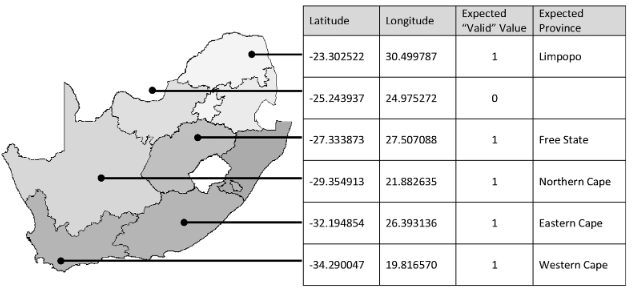 Latitude Longitude Expected "Valid" Value Expected Province
-23.302522 30.499787 1 Limpopo
-25.243937 24.975272 0
-27.333873 27.507088 1 Free State
-29.354913 21.882635 1 Northern Cape
-32.194854 26.393136 1 Eastern Cape
-34.290047 19.816570 1 Western Cape